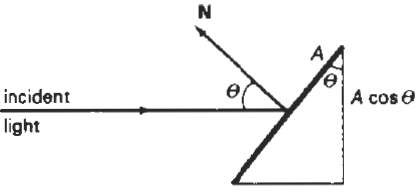 N
A
θ
θ
A cos θ
incident
light